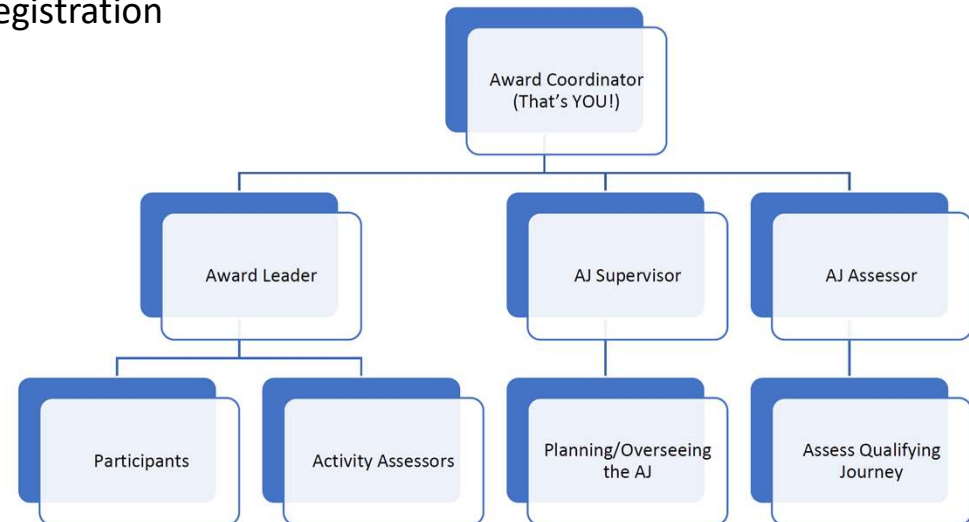 egistration
Award Coordinator
(That's YOU!)
Award Leader
AJ Supervisor
AJ Assessor
Participants
Activity Assessors
Planning/Overseeing
the AJ
Assess Qualifying
Journey